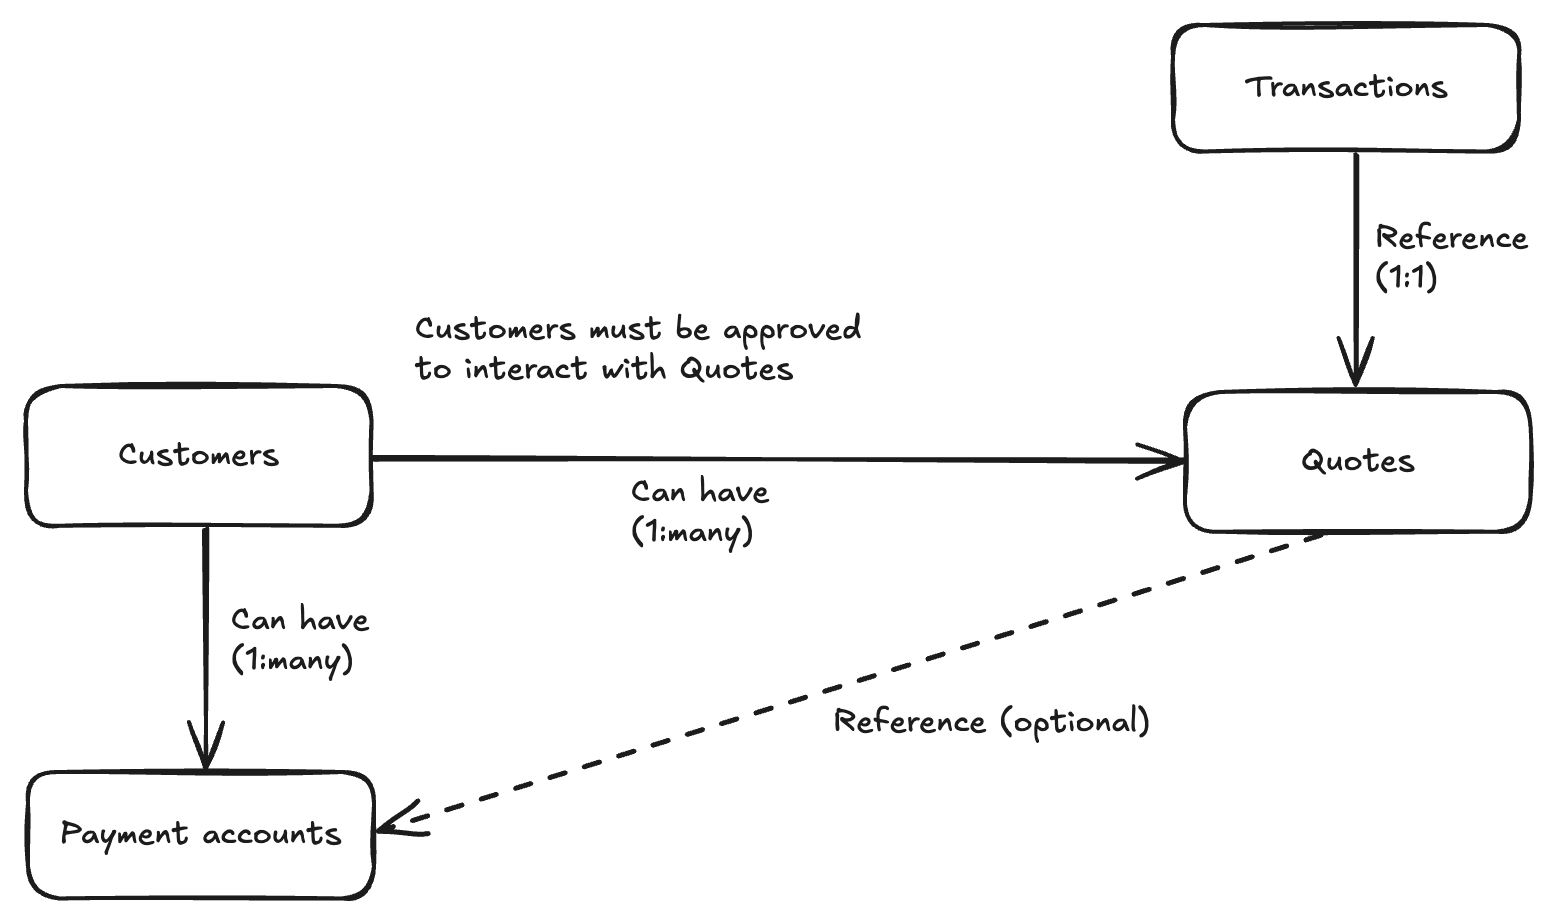 Transactions
Reference
(1:1)
Customers must be approved
to interact with Quotes
Customers
Quotes
Can have
(1:many)
Can have
(1:many)
Reference (optional)
Payment accounts